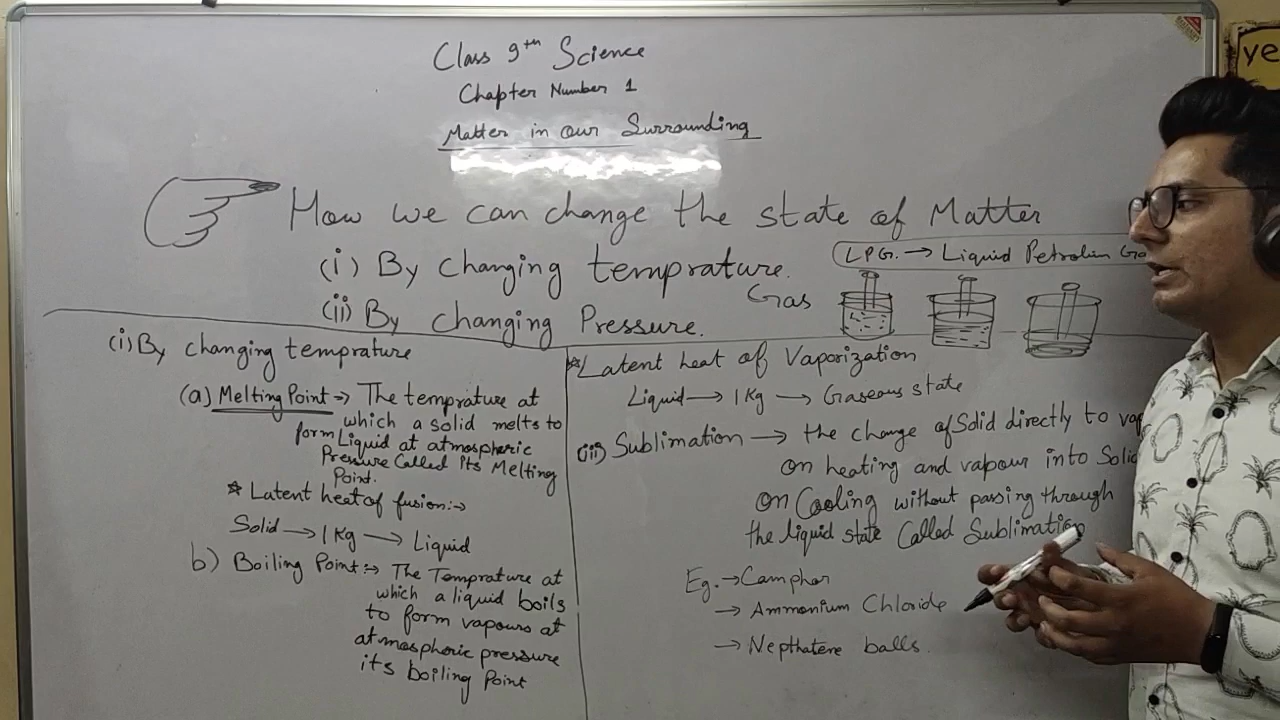 Class 9th Science
Chapter Number 1
Matter in our Surrounding
How we can change the state of Matter
(i) By changing temprature.
(ii) By changing Pressure.
LPG. → Liquid Petrolium
Gas
ye
(i) By changing temprature
(a) Melting Point → The temprature at
which a solid melts to
form Liquid at atmospheric
Pressure Called its Melting
Point.
* Latent heat of fusion:→
Solid → 1 Kg → Liquid
b) Boiling Point:→ The Temprature at
which a liquid boils
to form vapours at
atmospheric pressure
its boiling Point
*Latent heat of Vaporization
Liquid → 1 Kg → Gaseous state
(iii) Sublimation → the change of Solid directly to vap
on heating and vapour into Solid
on Cooling without passing through
the liquid state Called Sublimation
Eg. → Camphor
→ Ammonium Chloride
→ Nepthatene balls.